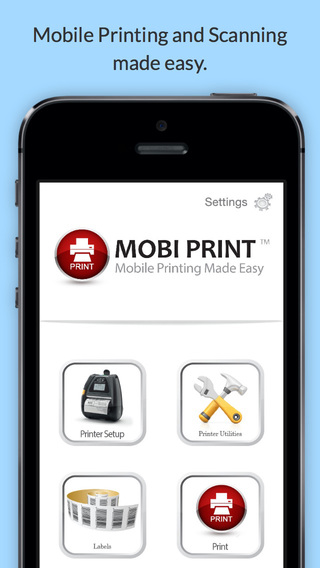 Mobile Printing and Scanning
made easy.
Settings
PRINT
MOBI PRINT™
Mobile Printing Made Easy
Printer Setup
Printer Utilities
Labels
PRINT
Print